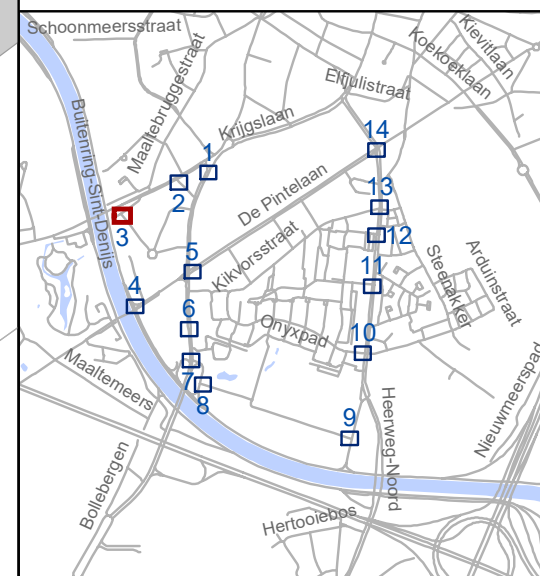 Schoonmeersstraat
Kievitlaan
Koekoeklaan
Maaltebruggestraat
Elfjulistraat
Krijgslaan
14
1
Buitenring-Sint-Denijs
De Pintelaan
2
13
3
12
Kikvorsstraat
5
Steenakker
Arduinstraat
11
4
6
Onyxpad
10
Maaltemeers
7
8
Heerweg-Noord
Nieuwmeerspad
9
Bollebergen
Hertooiebos